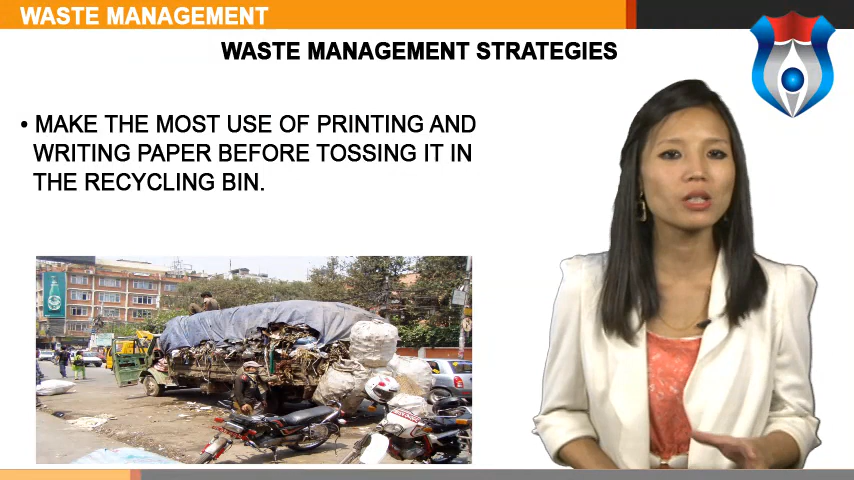 WASTE MANAGEMENT
WASTE MANAGEMENT STRATEGIES
• MAKE THE MOST USE OF PRINTING AND
WRITING PAPER BEFORE TOSSING IT IN
THE RECYCLING BIN.